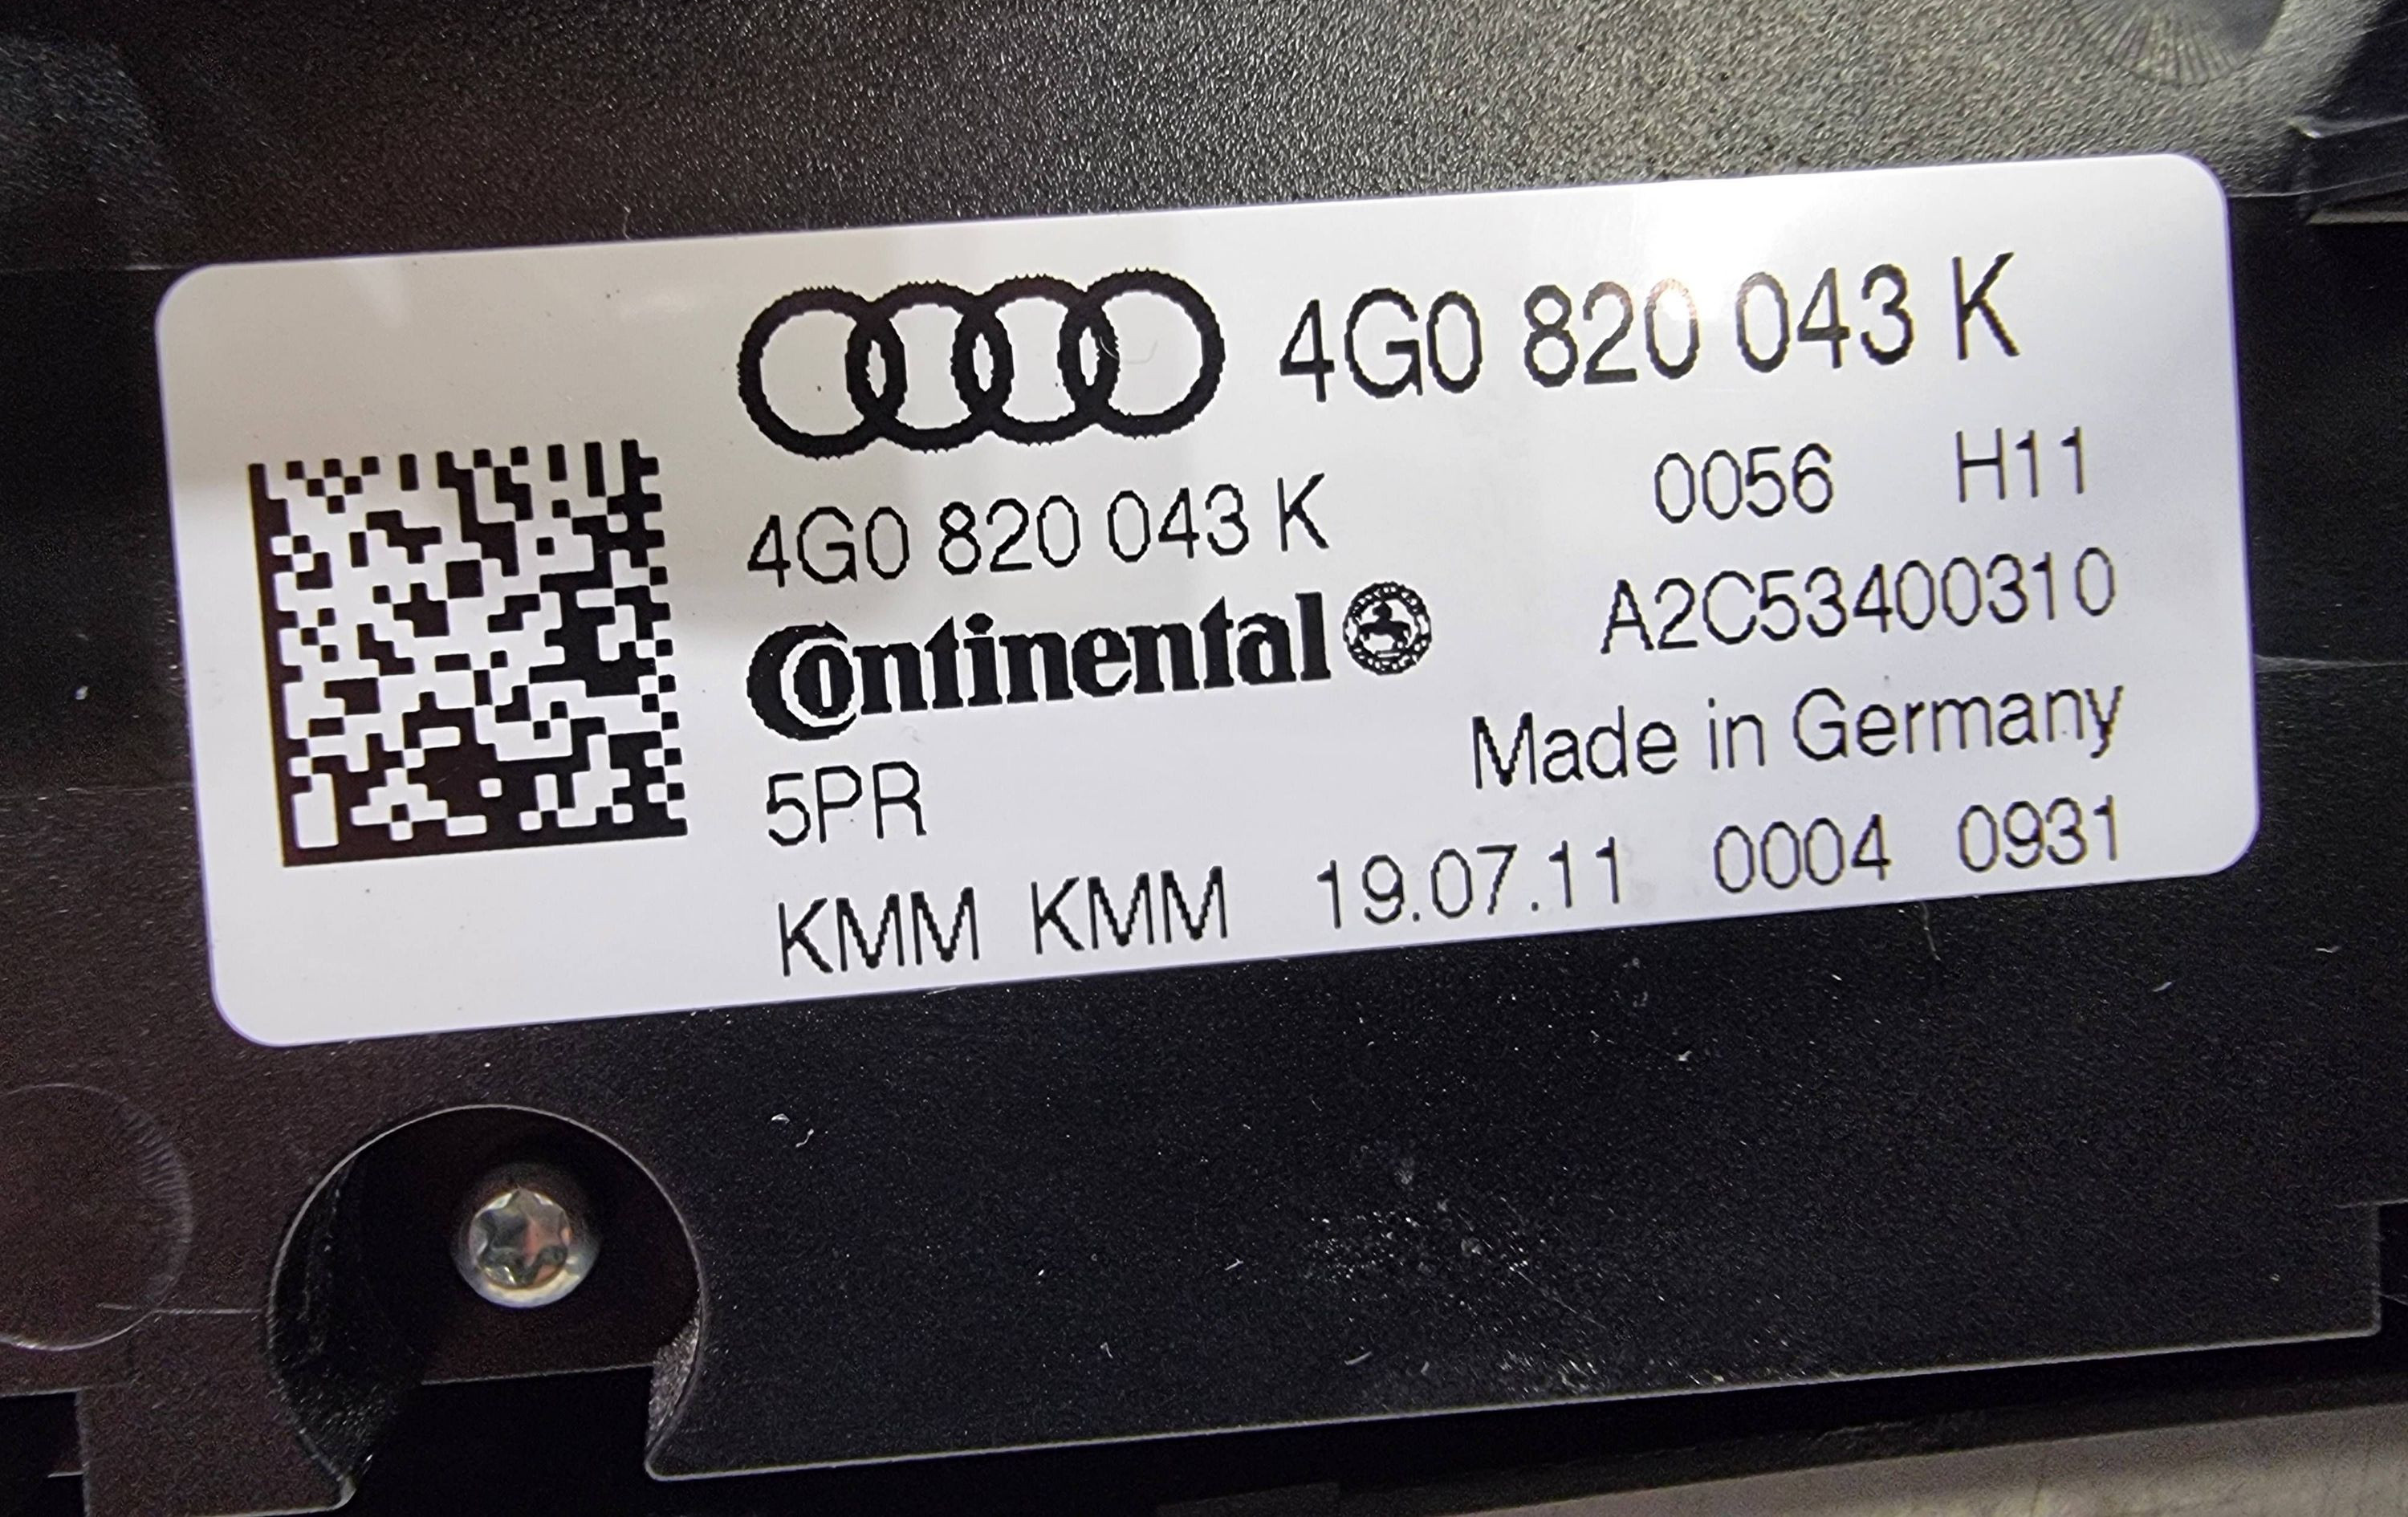 4G0 820 043 K
4G0 820 043 K 0056 H11
Continental A2C53400310
Made in Germany
5PR
KMM KMM 19.07.11 0004 0931